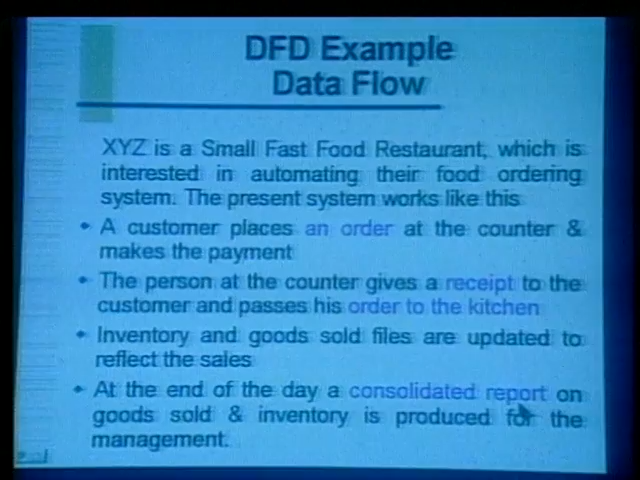 DFD Example
Data Flow
XYZ is a Small Fast Food Restaurant, which is
interested in automating their food ordering
system. The present system works like this
• A customer places an order at the counter &
makes the payment
• The person at the counter gives a receipt to the
customer and passes his order to the kitchen
• Inventory and goods sold files are updated to
reflect the sales
• At the end of the day a consolidated report on
goods sold & inventory is produced for the
management.